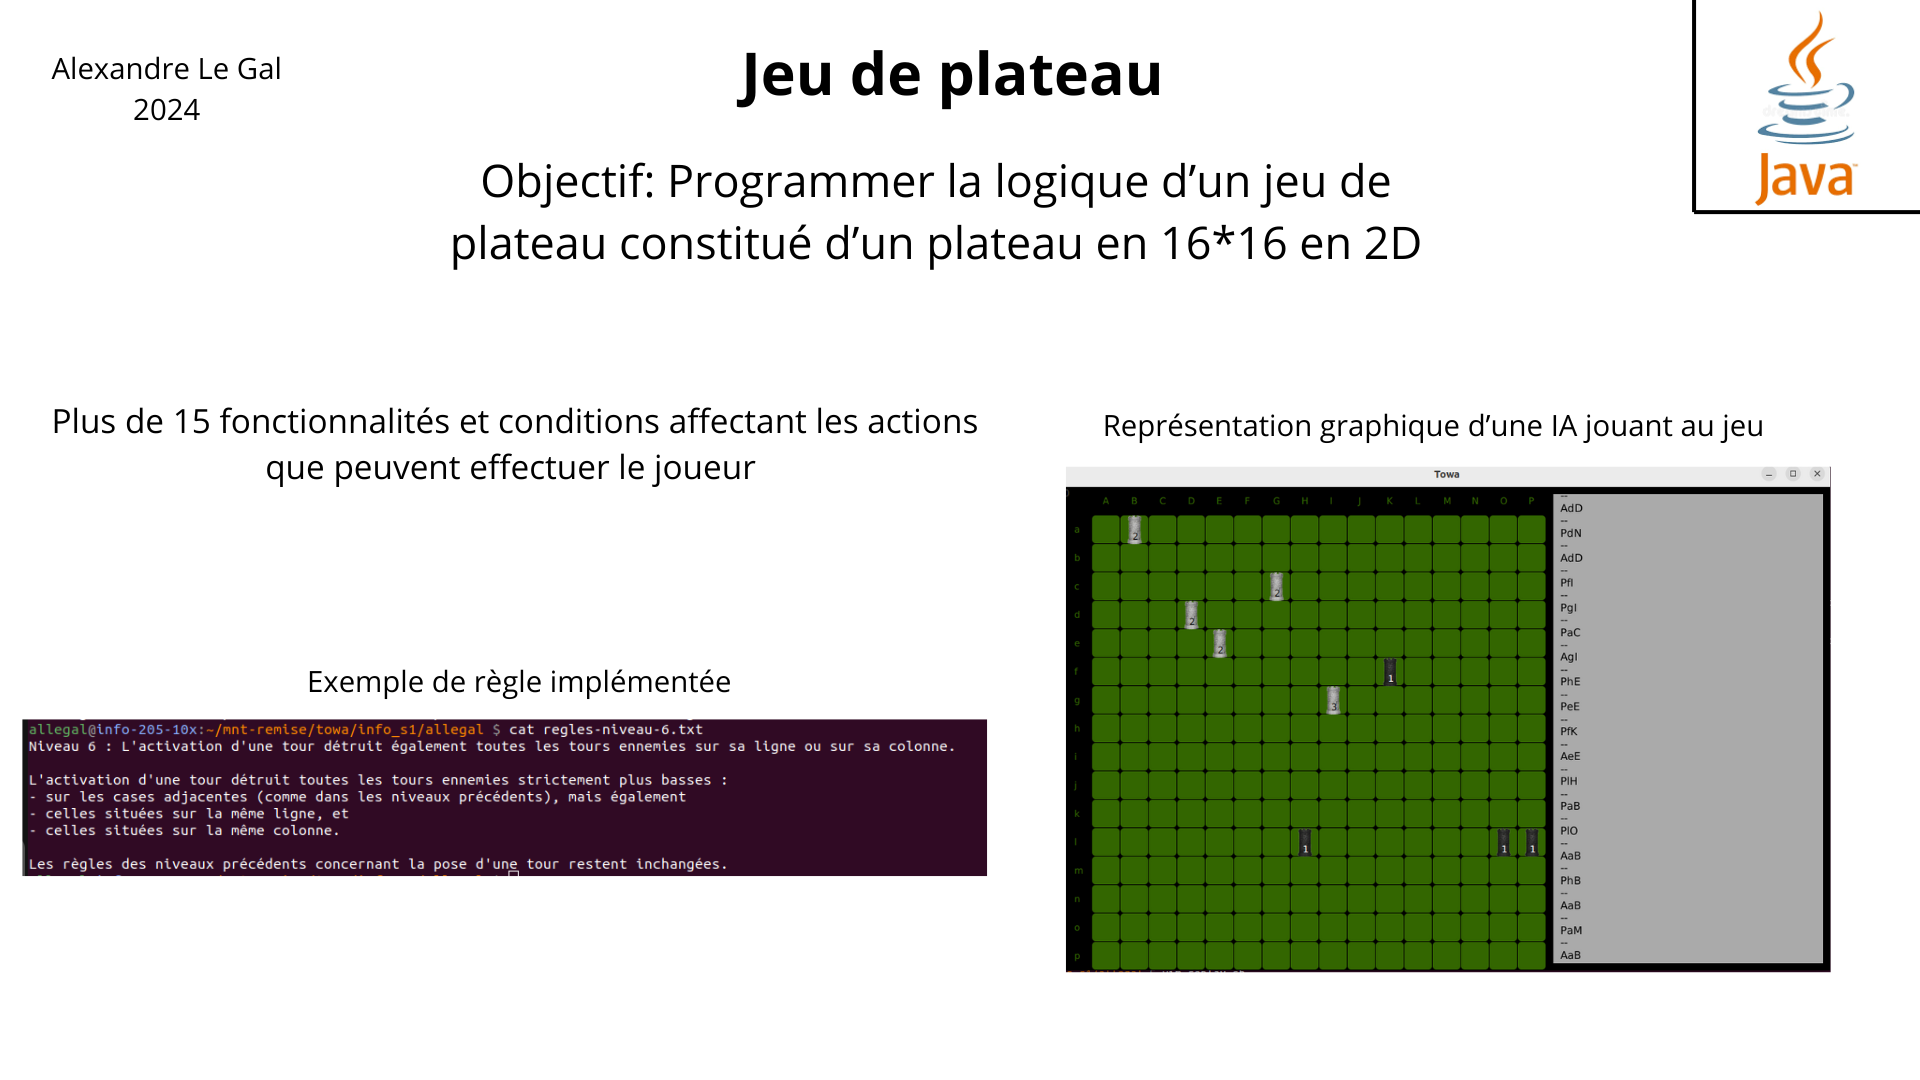 Alexandre Le Gal
2024
Jeu de plateau
Java
Objectif: Programmer la logique d’un jeu de
plateau constitué d’un plateau en 16*16 en 2D
Plus de 15 fonctionnalités et conditions affectant les actions
que peuvent effectuer le joueur
Exemple de règle implémentée
allegal@info-205-10x:~/mnt-remise/towa/info_s1/allegal $ cat regles-niveau-6.txt
Niveau 6 : L'activation d'une tour détruit également toutes les tours ennemies sur sa ligne ou sur sa colonne.
L'activation d'une tour détruit toutes les tours ennemies strictement plus basses :
- sur les cases adjacentes (comme dans les niveaux précédents), mais également
- celles situées sur la même ligne, et
- celles situées sur la même colonne.
Les règles des niveaux précédents concernant la pose d'une tour restent inchangées.
Représentation graphique d’une IA jouant au jeu
Towa
A B C D E F G H I J K L M N O P
a 2
b
c 2
d 2
e 2
f 1
g 3
h
i
j
k
l 1 1 1
m
n
o
p
--
AdD
--
PdN
--
AdD
--
PfI
--
PgI
--
PaC
--
AgI
--
PhE
--
PeE
--
PfK
--
AeE
--
PlH
--
PaB
--
PlO
--
AaB
--
PhB
--
AaB
--
PaM
--
AaB